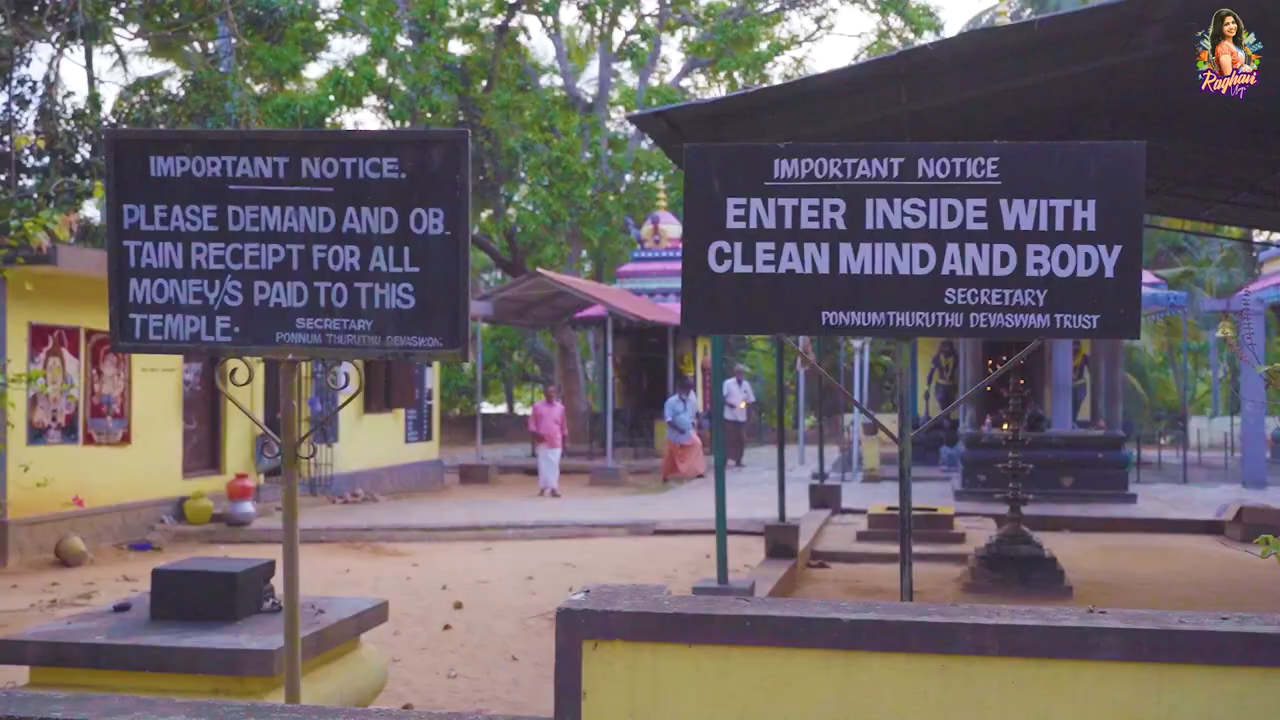 IMPORTANT NOTICE.
PLEASE DEMAND AND OB-
TAIN RECEIPT FOR ALL
MONEY/S PAID TO THIS
TEMPLE.
SECRETARY
PONNUM THURUTHU DEVASWOM
IMPORTANT NOTICE
ENTER INSIDE WITH
CLEAN MIND AND BODY
SECRETARY
PONNUMTHURUTHU DEVASWAM TRUST
Raghavi